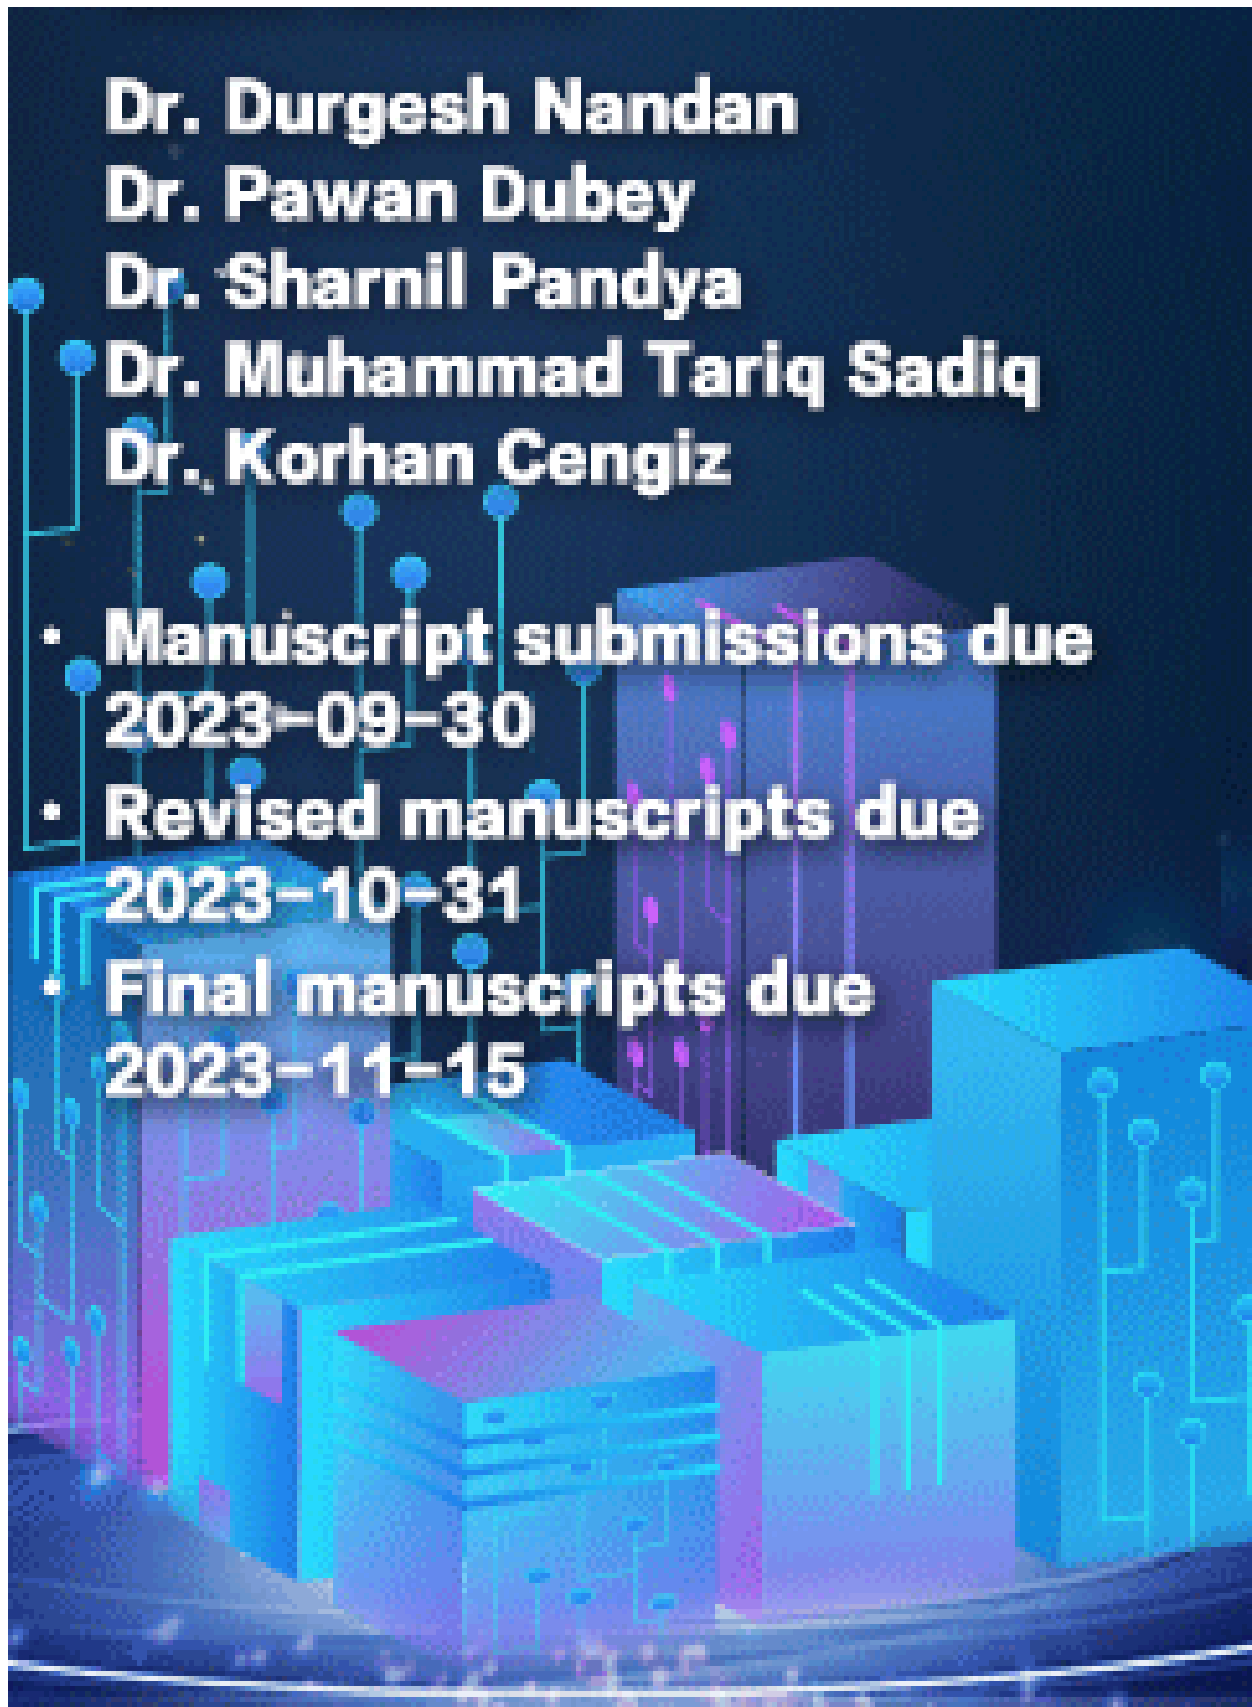 Dr. Durgesh Nandan
Dr. Pawan Dubey
Dr. Sharnil Pandya
Dr. Muhammad Tariq Sadiq
Dr. Korhan Cengiz
• Manuscript submissions due
2023-09-30
• Revised manuscripts due
2023-10-31
• Final manuscripts due
2023-11-15